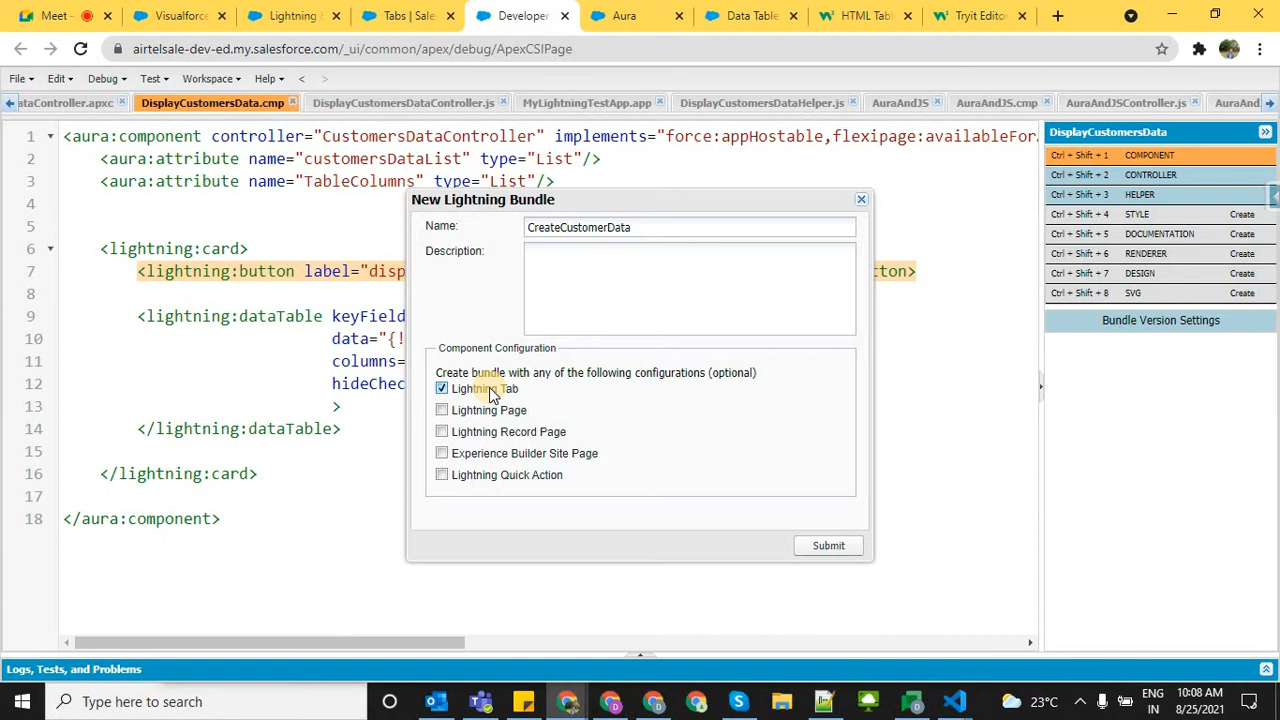 Meet -
Visualforce
Lightning E
Tabs | Sale
Developer
Aura
Data Table
HTML Tabl
Tryit Editor
airtelsale-dev-ed.my.salesforce.com/_ui/common/apex/debug/ApexCSIPage
File Edit Debug Test Workspace Help < >
ataController.apxc
DisplayCustomersData.cmp
DisplayCustomersDataController.js
MyLightningTestApp.app
DisplayCustomersDataHelper.js
AuraAndJS
AuraAndJS.cmp
AuraAndJSController.js
AuraAnd
1 <aura:component controller="CustomersDataController" implements="force:appHostable,flexipage:availableFor
2 <aura:attribute name="customersDataList" type="List"/>
3 <aura:attribute name="TableColumns" type="List"/>
4
5
6 <lightning:card>
7 <lightning:button label="disp tton>
8
9 <lightning:dataTable keyField
10 data="{!
11 columns=
12 hideChec
13 >
14 </lightning:dataTable>
15
16 </lightning:card>
17
18 </aura:component>
New Lightning Bundle
Name: CreateCustomerData
Description:
Component Configuration
Create bundle with any of the following configurations (optional)
Lightning Tab
Lightning Page
Lightning Record Page
Experience Builder Site Page
Lightning Quick Action
Submit
DisplayCustomersData
Ctrl + Shift + 1 COMPONENT
Ctrl + Shift + 2 CONTROLLER
Ctrl + Shift + 3 HELPER
Ctrl + Shift + 4 STYLE Create
Ctrl + Shift + 5 DOCUMENTATION Create
Ctrl + Shift + 6 RENDERER Create
Ctrl + Shift + 7 DESIGN Create
Ctrl + Shift + 8 SVG Create
Bundle Version Settings
Logs, Tests, and Problems
Type here to search
23°C
ENG
IN
10:08 AM
8/25/2021